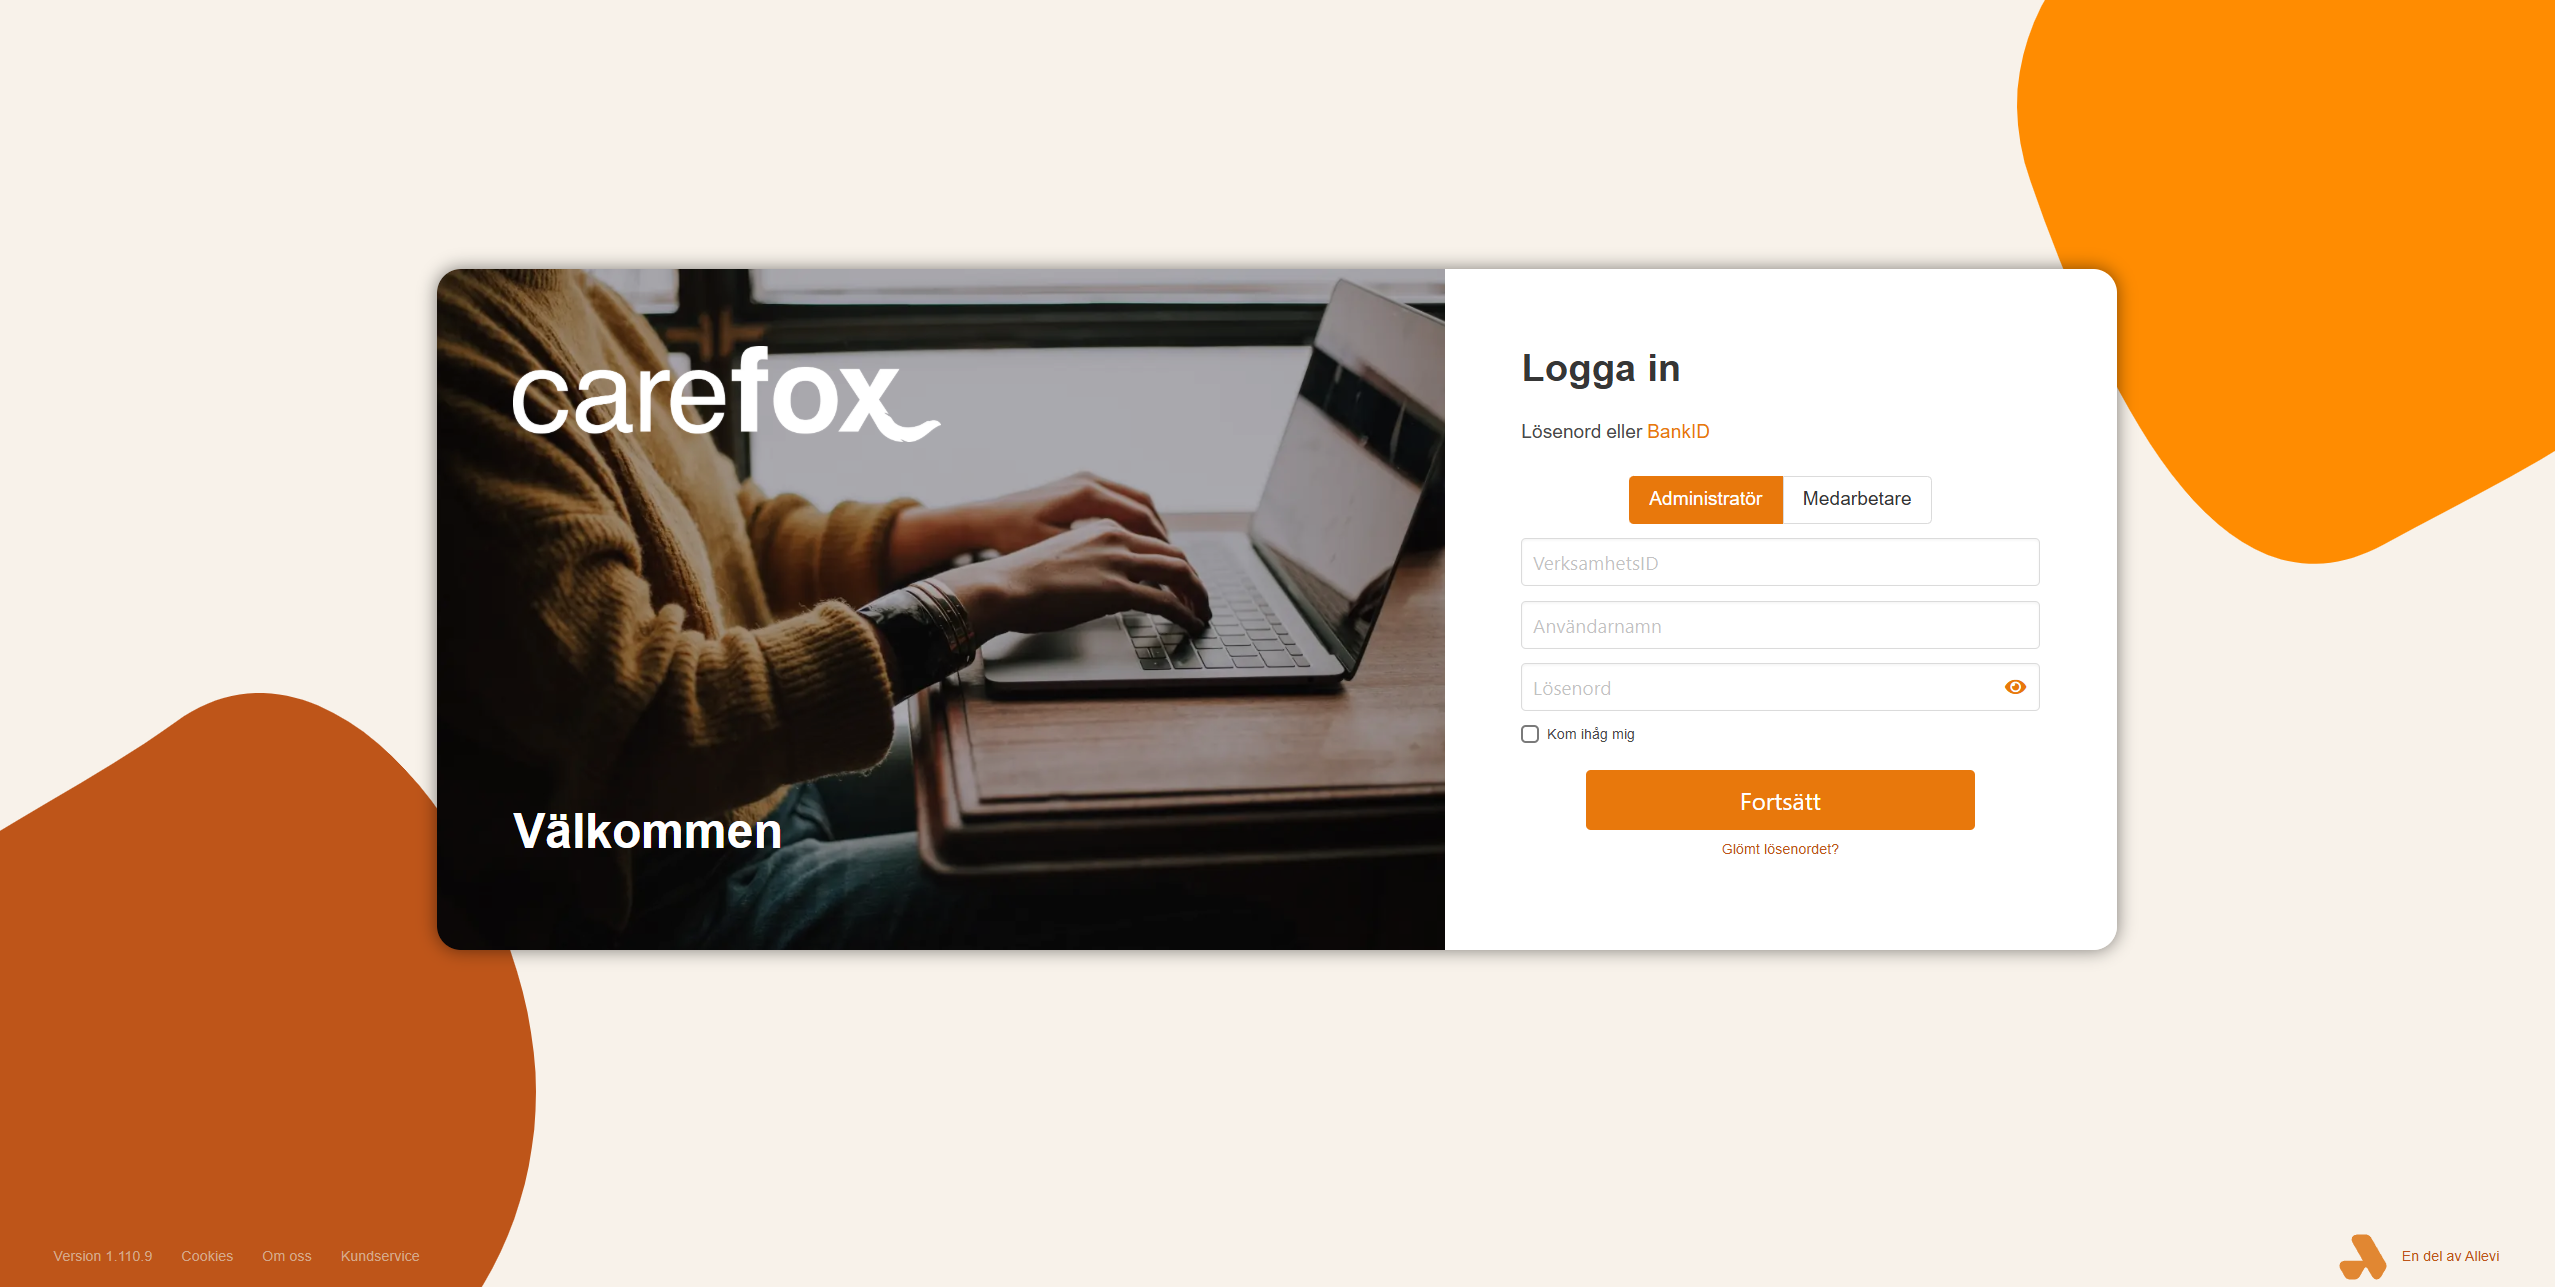 carefox
Välkommen
Logga in
Lösenord eller BankID
Administratör Medarbetare
VerksamhetsID
Användarnamn
Lösenord
Kom ihåg mig
Fortsätt
Glömt lösenordet?
Version 1.110.9 Cookies Om oss Kundservice
En del av Allevi